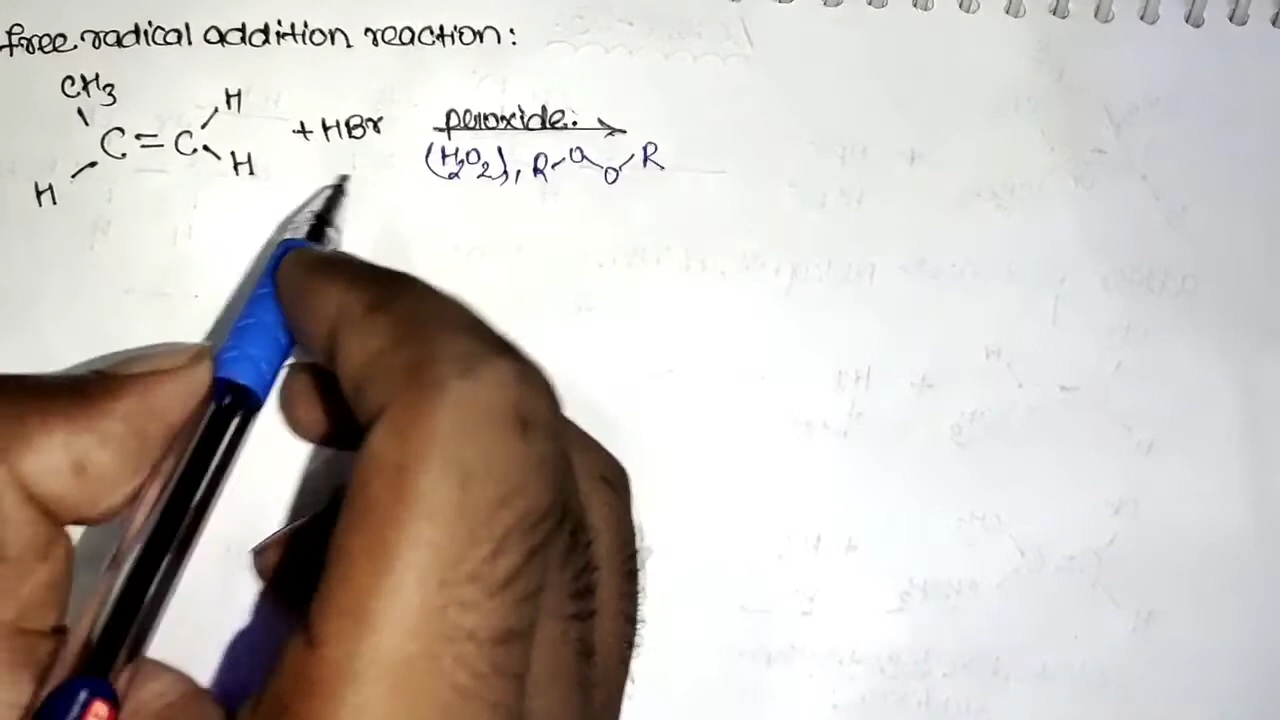 free radical addition reaction:
CH3
H
C=C
+ HBr
peroxide:
H
H
(H2O2), R-O-O-R